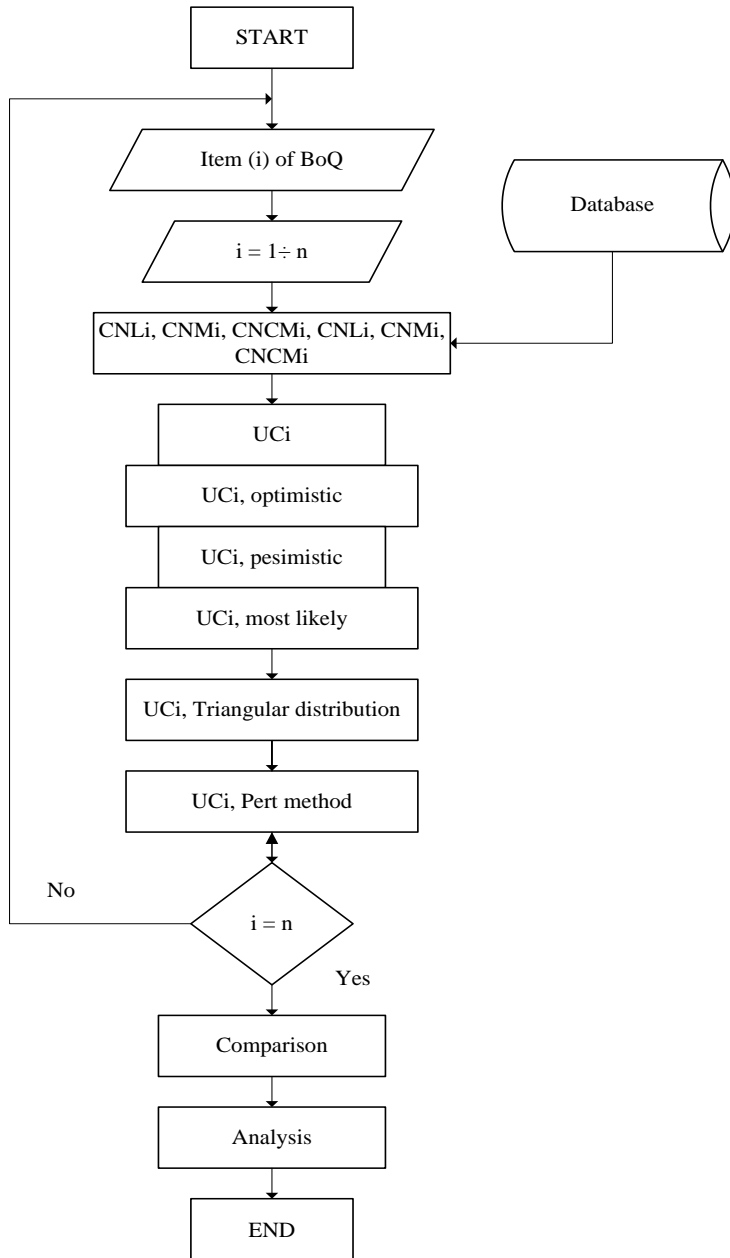 START
Item (i) of BoQ
Database
i = 1÷ n
CNLi, CNMi, CNCMi, CNLi, CNMi,
CNCMi
UCi
UCi, optimistic
UCi, pesimistic
UCi, most likely
UCi, Triangular distribution
UCi, Pert method
No
i = n
Yes
Comparison
Analysis
END